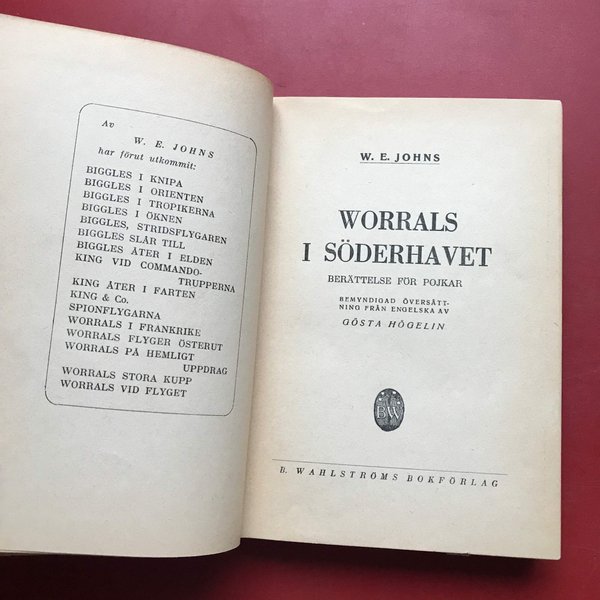 Av
W. E. JOHNS
har förut utkommit:
BIGGLES I KNIPA
BIGGLES I ORIENTEN
BIGGLES I TROPIKERNA
BIGGLES I ÖKNEN
BIGGLES, STRIDSFLYGAREN
BIGGLES SLÅR TILL
BIGGLES ÅTER I ELDEN
KING VID COMMANDO-
TRUPPERNA
KING ÅTER I FARTEN
KING & Co.
SPIONFLYGARNA
WORRALS I FRANKRIKE
WORRALS FLYGER ÖSTERUT
WORRALS PÅ HEMLIGT
UPPDRAG
WORRALS STORA KUPP
WORRALS VID FLYGET
W. E. JOHNS
WORRALS
I SÖDERHAVET
BERÄTTELSE FÖR POJKAR
BEMYNDIGAD ÖVERSÄTT-
NING FRÅN ENGELSKA AV
GÖSTA HÖGELIN
BW
B. WAHLSTRÖMS BOKFÖRLAG